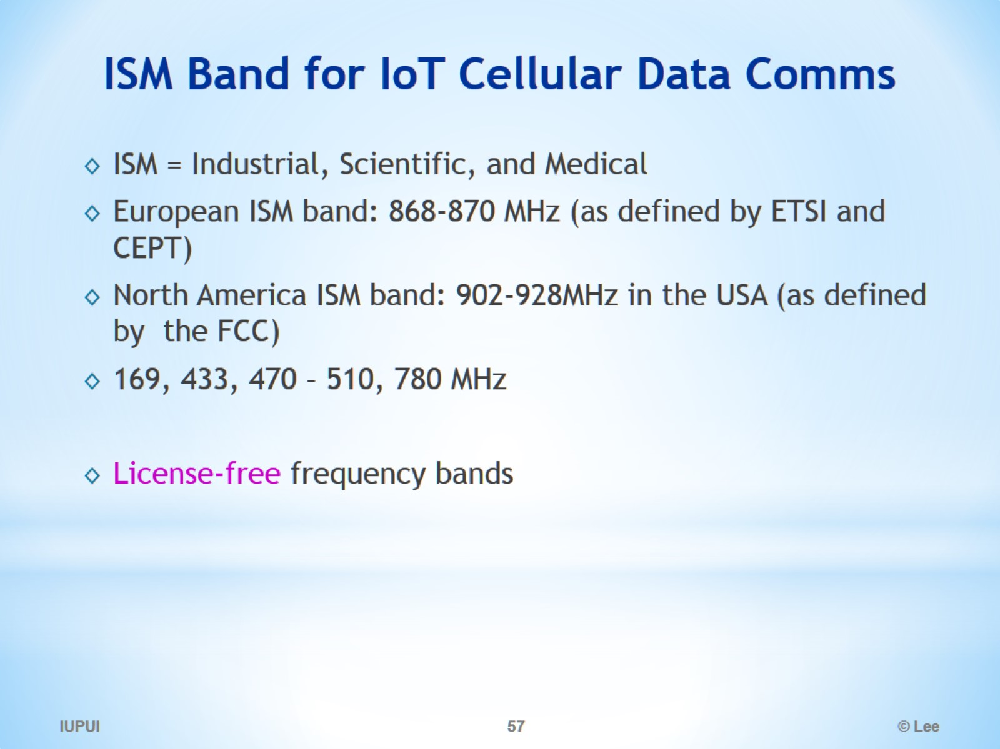 ISM Band for IoT Cellular Data Comms
◇ ISM = Industrial, Scientific, and Medical
◇ European ISM band: 868-870 MHz (as defined by ETSI and
CEPT)
◇ North America ISM band: 902-928MHz in the USA (as defined
by  the FCC)
◇ 169, 433, 470 – 510, 780 MHz
◇ License-free frequency bands
IUPUI
57
© Lee